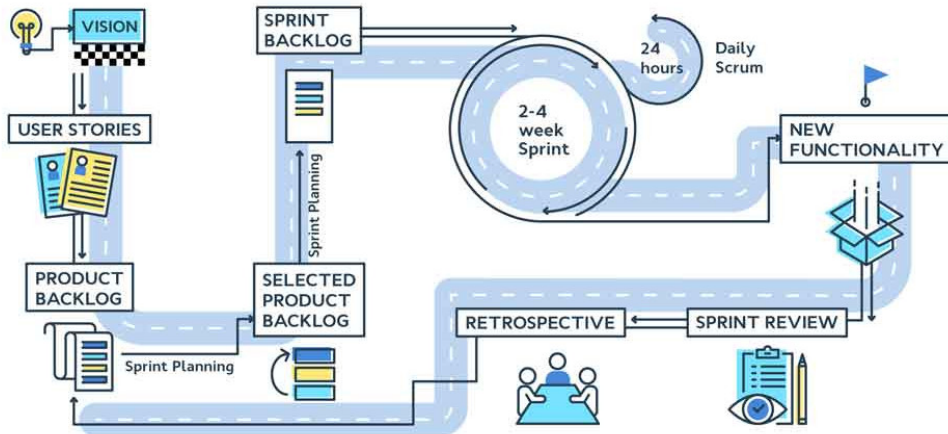 VISION
USER STORIES
PRODUCT
BACKLOG
Sprint Planning
SELECTED
PRODUCT
BACKLOG
Sprint Planning
SPRINT
BACKLOG
2-4
week
Sprint
24
hours
Daily
Scrum
NEW
FUNCTIONALITY
SPRINT REVIEW
RETROSPECTIVE